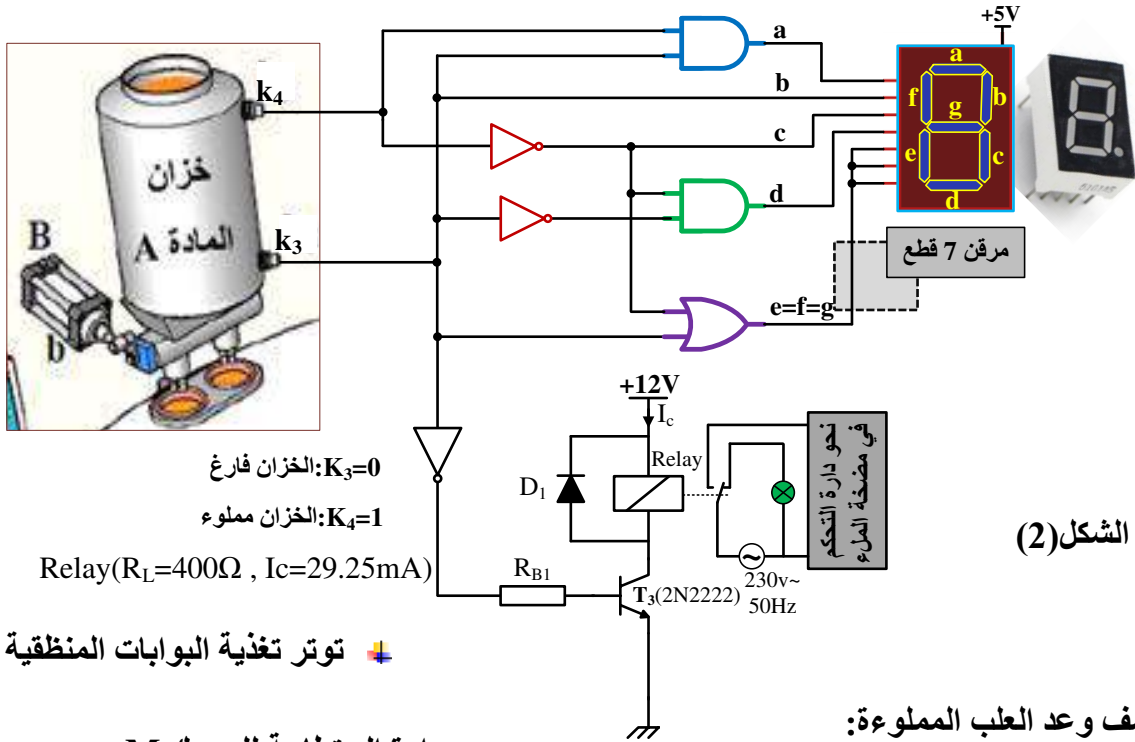 +5V
a
b
c
d
e=f=g
a
f
b
g
e
c
d
k4
k3
خزان
المادة A
B
b
مرقن 7 قطع
+12V
Ic
Relay
D1
K3=0:الخزان فارغ
K4=1:الخزان مملوء
Relay(RL=400Ω , Ic=29.25mA)
RB1
T3(2N2222)
230v~
50Hz
نحو دارة التحكم
في مضخة الملء
الشكل(2)
توتر تغذية البوابات المنظقية
وعد العلب المملوءة: